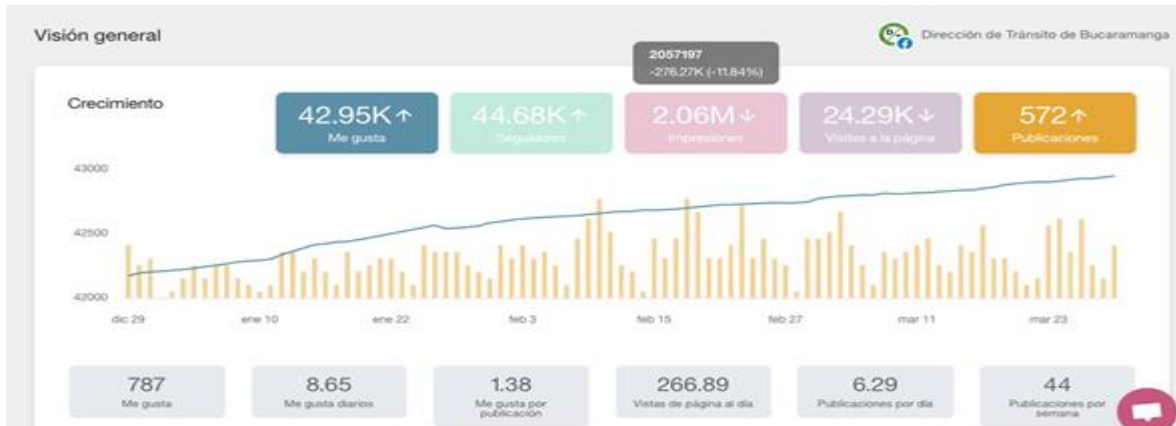 Visión general
Dirección de Tránsito de Bucaramanga
2057197
-276.27K (-11.84%)
Crecimiento
42.95K↑
Me gusta
44.68K↑
Seguidores
2.06M↓
Impresiones
24.29K↓
Visitas a la página
572↑
Publicaciones
43000
42500
42000
dic 29
ene 10
ene 22
feb 3
feb 15
feb 27
mar 11
mar 23
787
Me gusta
8.65
Me gusta diarios
1.38
Me gusta por
publicación
266.89
Vistas de página al día
6.29
Publicaciones por día
44
Publicaciones por
semana